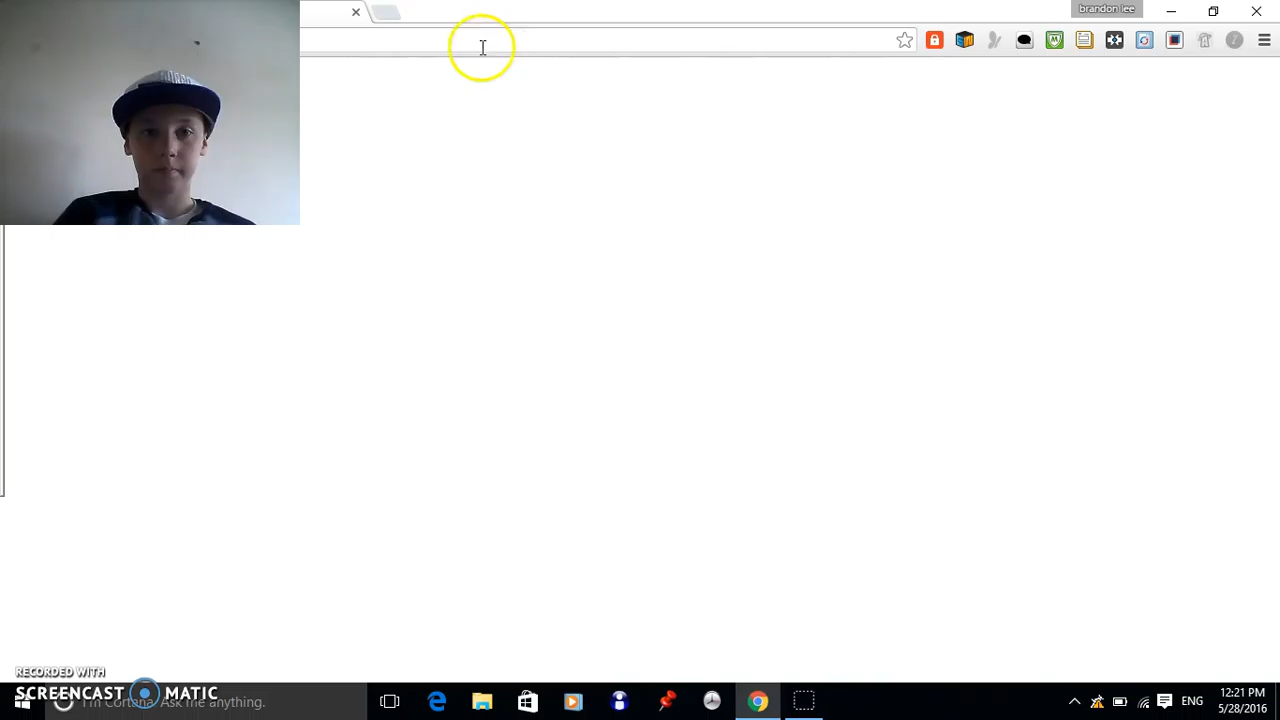 brandon lee
RECORDED WITH
SCREENCAST MATIC
I'm Cortana. Ask me anything.
ENG
12:21 PM
5/28/2016